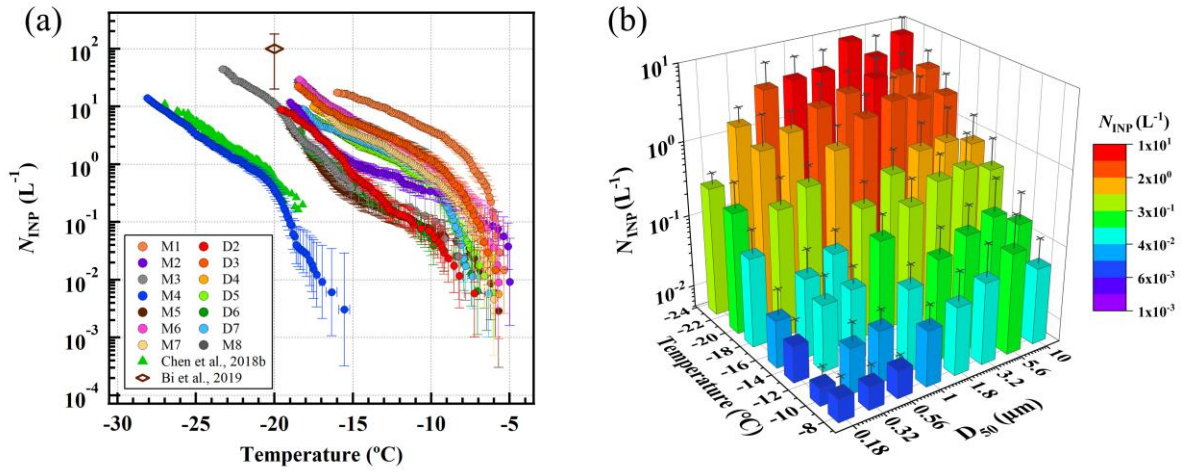 (a)
N_INP (L⁻¹)
10²
10¹
10⁰
10⁻¹
10⁻²
10⁻³
10⁻⁴
M1 D2
M2 D3
M3 D4
M4 D5
M5 D6
M6 D7
M7 M8
Chen et al., 2018b
Bi et al., 2019
-30 -25 -20 -15 -10 -5
Temperature (ºC)
(b)
N_INP (L⁻¹)
10¹
10⁰
10⁻¹
10⁻²
-24
-22
-20
-18
-16
-14
-12
-10
-8
Temperature (°C)
0.18
0.32
0.56
1
1.8
3.2
5.6
10
D₅₀ (μm)
N_INP (L⁻¹)
1x10¹
2x10⁰
3x10⁻¹
4x10⁻²
6x10⁻³
1x10⁻³